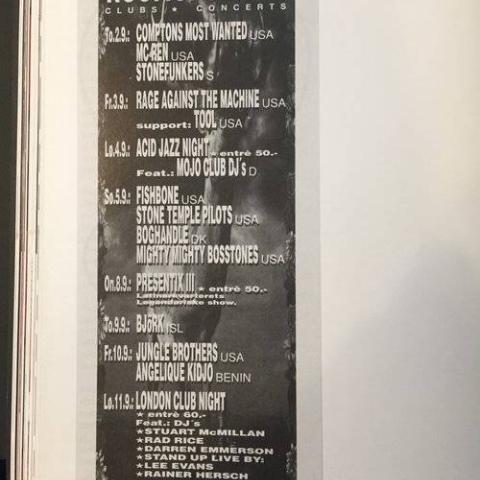 CLUBS ★ CONCERTS
To.2.9.: COMPTONS MOST WANTED USA
MC REN USA
STONEFUNKERS S
Fr.3.9.: RAGE AGAINST THE MACHINE USA
support: TOOL USA
Lø.4.9.: ACID JAZZ NIGHT ★ entrè 50.-
Feat.: MOJO CLUB DJ's D
Sø.5.9.: FISHBONE USA
STONE TEMPLE PILOTS USA
BOGHANDLE DK
MIGHTY MIGHTY BOSSTONES USA
On.8.9.: PRESENTIX III ★ entrè 50.-
Latinerkvarterets
Legendariske show.
To.9.9.: BJöRK ISL
Fr.10.9.: JUNGLE BROTHERS USA
ANGELIQUE KIDJO BENIN
Lø.11.9.: LONDON CLUB NIGHT
★ entrè 60.-
Feat.: DJ's
★ STUART McMILLAN
★ RAD RICE
★ DARREN EMMERSON
★ STAND UP LIVE BY:
★ LEE EVANS
★ RAINER HERSCH